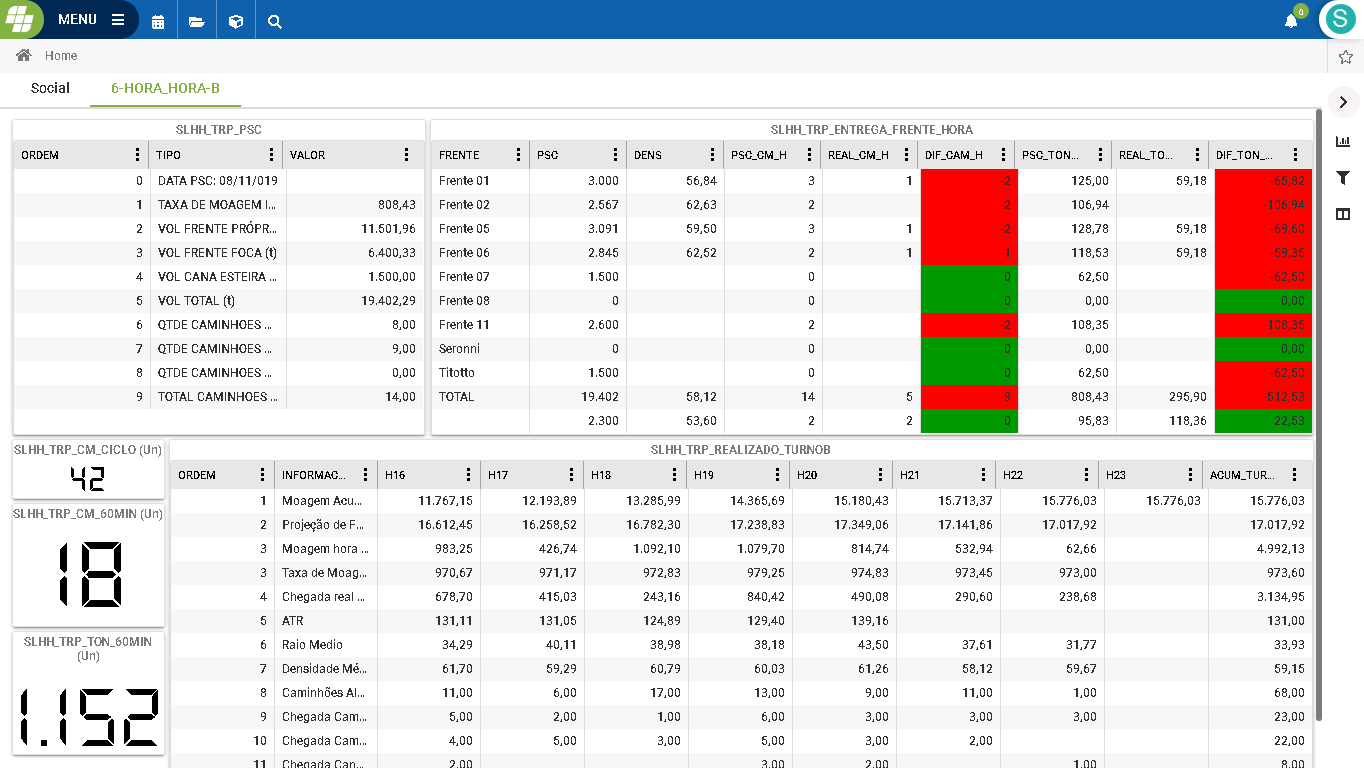 MENU
0
S
Home
Social 6-HORA_HORA-B
SLHH_TRP_PSC
ORDEM TIPO VALOR
0 DATA PSC: 08/11/019
1 TAXA DE MOAGEM I... 808,43
2 VOL FRENTE PRÓPR... 11.501,96
3 VOL FRENTE FOCA (t) 6.400,33
4 VOL CANA ESTEIRA ... 1.500,00
5 VOL TOTAL (t) 19.402,29
6 QTDE CAMINHOES ... 8,00
7 QTDE CAMINHOES ... 9,00
8 QTDE CAMINHOES ... 0,00
9 TOTAL CAMINHOES ... 14,00
SLHH_TRP_ENTREGA_FRENTE_HORA
FRENTE PSC DENS PSC_CM_H REAL_CM_H DIF_CAM_H PSC_TON... REAL_TO... DIF_TON_...
Frente 01 3.000 56,84 3 1 -2 125,00 59,18 -65,82
Frente 02 2.567 62,63 2 -2 106,94 -106,94
Frente 05 3.091 59,50 3 1 -2 128,78 59,18 -69,60
Frente 06 2.845 62,52 2 1 -1 118,53 59,18 -59,35
Frente 07 1.500 0 0 62,50 -62,50
Frente 08 0 0 0 0,00 0,00
Frente 11 2.600 2 -2 108,35 -108,35
Seronni 0 0 0 0,00 0,00
Titotto 1.500 0 0 62,50 -62,50
TOTAL 19.402 58,12 14 5 -9 808,43 295,90 -512,53
2.300 53,60 2 2 0 95,83 118,36 22,53
SLHH_TRP_CM_CICLO (Un)
42
SLHH_TRP_CM_60MIN (Un)
18
SLHH_TRP_TON_60MIN
(Un)
1.152
SLHH_TRP_REALIZADO_TURNOB
ORDEM INFORMAC... H16 H17 H18 H19 H20 H21 H22 H23 ACUM_TUR...
1 Moagem Acu... 11.767,15 12.193,89 13.285,99 14.365,69 15.180,43 15.713,37 15.776,03 15.776,03 15.776,03
2 Projeção de F... 16.612,45 16.258,52 16.782,30 17.238,83 17.349,06 17.141,86 17.017,92 17.017,92
3 Moagem hora ... 983,25 426,74 1.092,10 1.079,70 814,74 532,94 62,66 4.992,13
3 Taxa de Moag... 970,67 971,17 972,83 979,25 974,83 973,45 973,00 973,60
4 Chegada real ... 678,70 415,03 243,16 840,42 490,08 290,60 238,68 3.134,95
5 ATR 131,11 131,05 124,89 129,40 139,16 131,00
6 Raio Medio 34,29 40,11 38,98 38,18 43,50 37,61 31,77 33,93
7 Densidade Mé... 61,70 59,29 60,79 60,03 61,26 58,12 59,67 59,15
8 Caminhões Al... 11,00 6,00 17,00 13,00 9,00 11,00 1,00 68,00
9 Chegada Cam... 5,00 2,00 1,00 6,00 3,00 3,00 3,00 23,00
10 Chegada Cam... 4,00 5,00 3,00 5,00 3,00 2,00 22,00
11 Chegada Can... 2,00 3,00 2,00 1,00 8,00